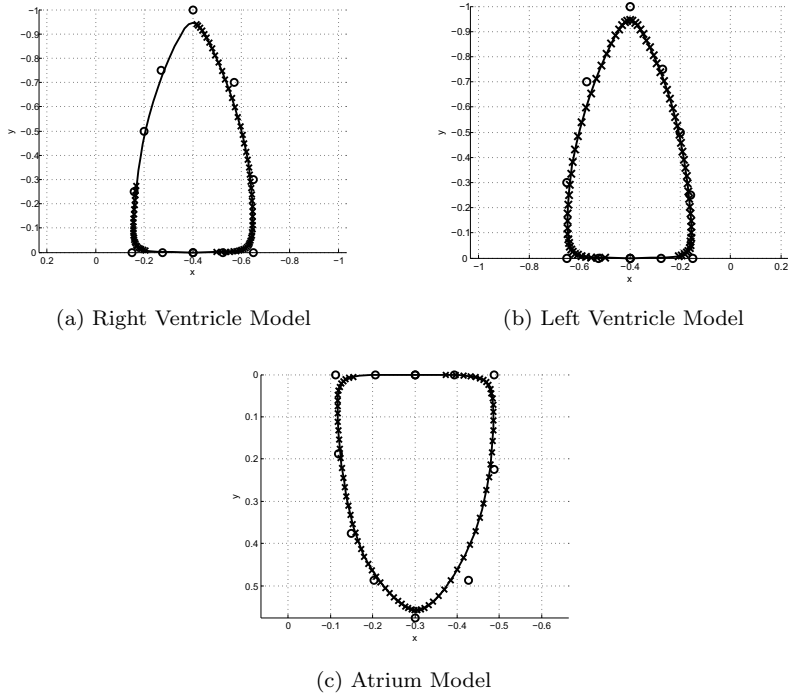 −1
−0.9
−0.8
−0.7
−0.6
−0.5
−0.4
−0.3
−0.2
−0.1
0
y
0.2 0 −0.2 −0.4 −0.6 −0.8 −1
x
(a) Right Ventricle Model
−1
−0.9
−0.8
−0.7
−0.6
−0.5
−0.4
−0.3
−0.2
−0.1
0
y
−1 −0.8 −0.6 −0.4 −0.2 0 0.2
x
(b) Left Ventricle Model
0
0.1
0.2
0.3
0.4
0.5
y
0 −0.1 −0.2 −0.3 −0.4 −0.5 −0.6
x
(c) Atrium Model